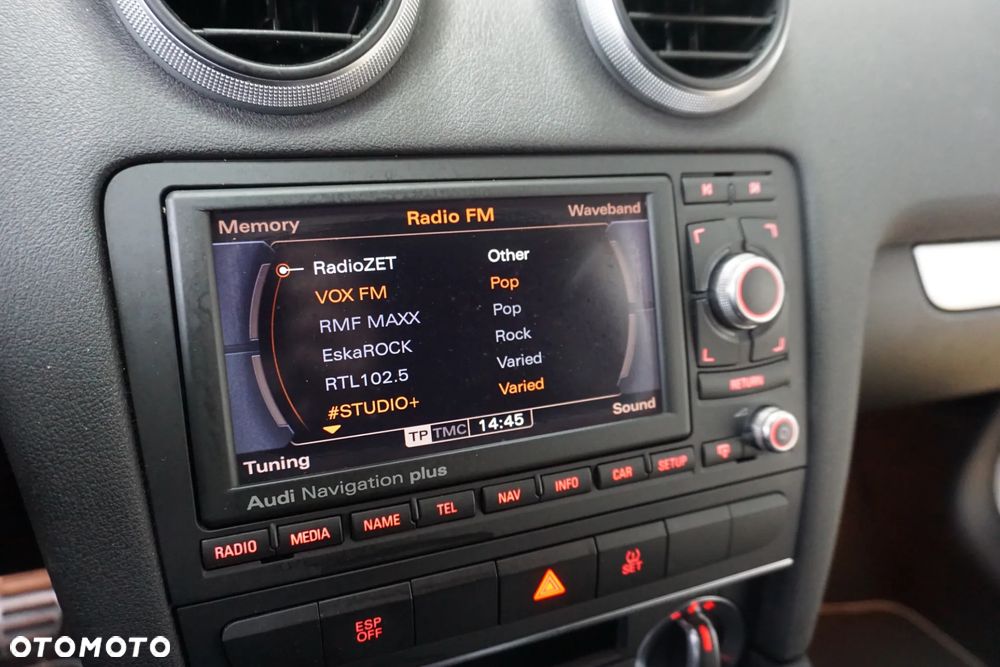 Memory Radio FM Waveband
RadioZET Other
VOX FM Pop
RMF MAXX Pop
EskaROCK Rock
RTL102.5 Varied
#STUDIO+ Varied
TP TMC 14:45
Tuning Sound
Audi Navigation plus
RETURN
RADIO MEDIA NAME TEL NAV INFO CAR SETUP
ESP
OFF
SET
OTOMOTO